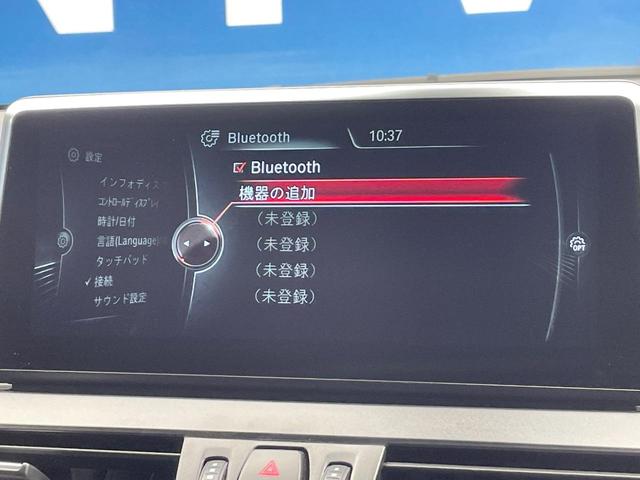 設定
インフォディス
コントロールディスプレイ
時計/日付
言語(Language)
タッチパッド
✓接続
サウンド設定
Bluetooth
10:37
Bluetooth
機器の追加
(未登録)
(未登録)
(未登録)
(未登録)
OPT